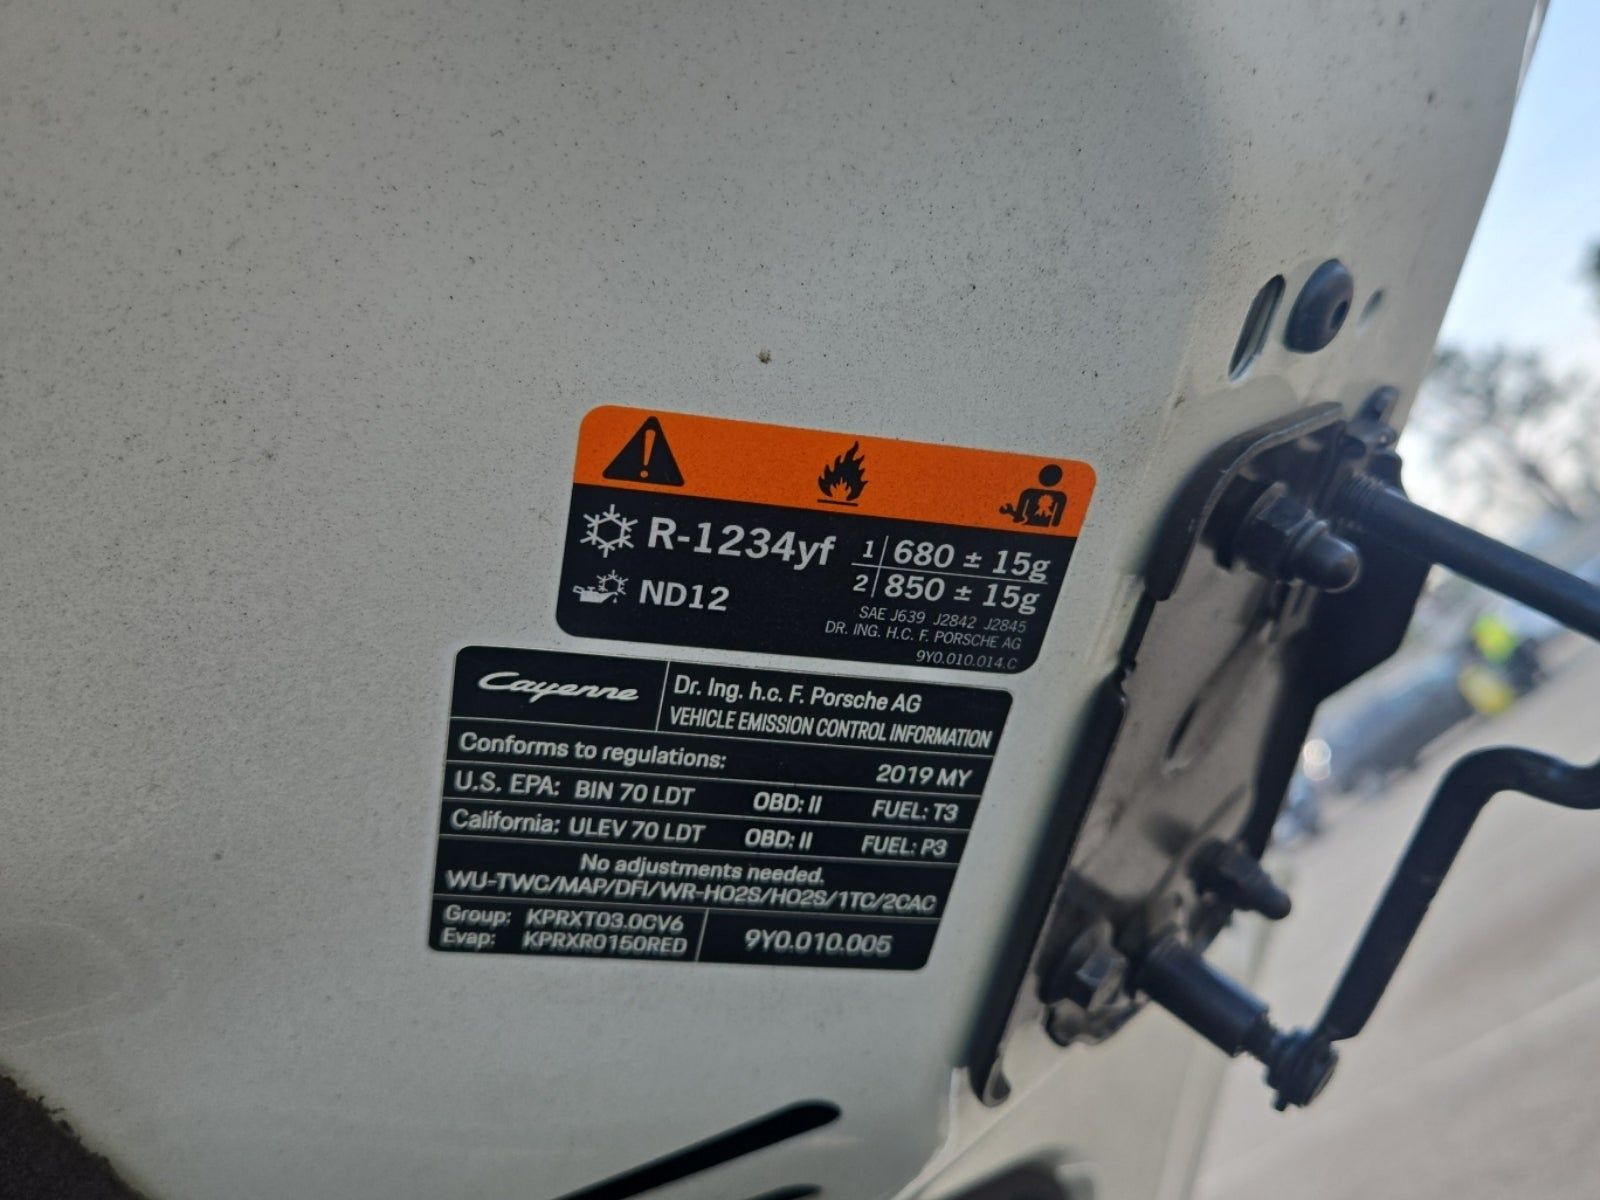 R-1234yf 1 680 ± 15g
ND12 2 850 ± 15g
SAE J639 J2842 J2845
DR. ING. H.C. F. PORSCHE AG
9Y0.010.014.C
Cayenne
Dr. Ing. h.c. F. Porsche AG
VEHICLE EMISSION CONTROL INFORMATION
Conforms to regulations: 2019 MY
U.S. EPA: BIN 70 LDT OBD: II FUEL: T3
California: ULEV 70 LDT OBD: II FUEL: P3
No adjustments needed.
WU-TWC/MAP/DFI/WR-HO2S/HO2S/1TC/2CAC
Group: KPRXT03.0CV6
Evap: KPRXR0150RED
9Y0.010.005